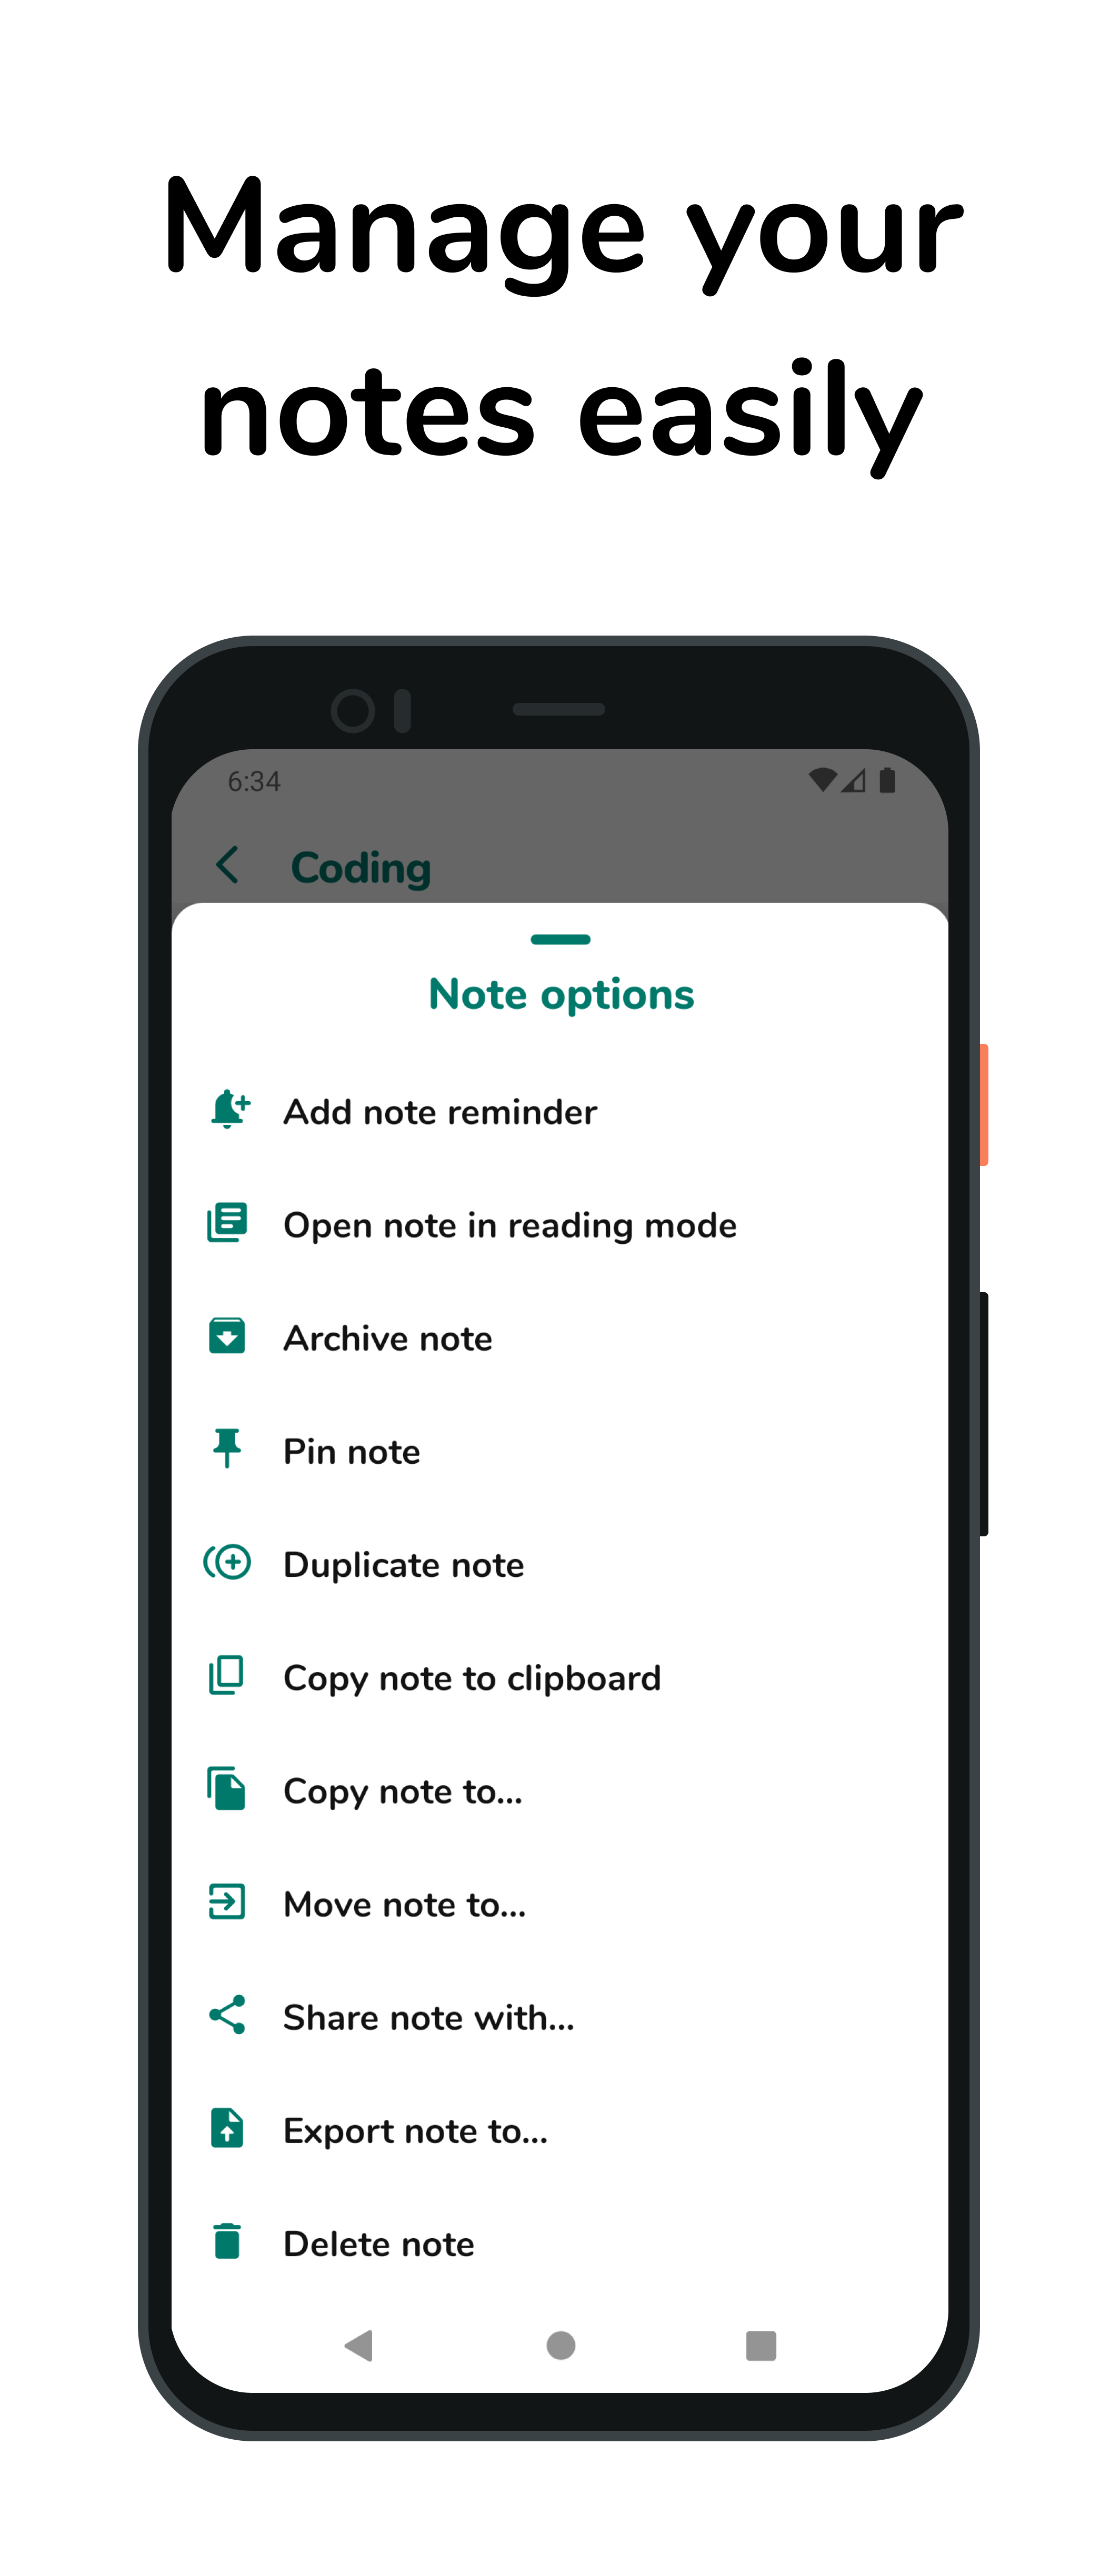 Manage your
notes easily
6:34
Coding
Note options
Add note reminder
Open note in reading mode
Archive note
Pin note
Duplicate note
Copy note to clipboard
Copy note to...
Move note to...
Share note with...
Export note to...
Delete note